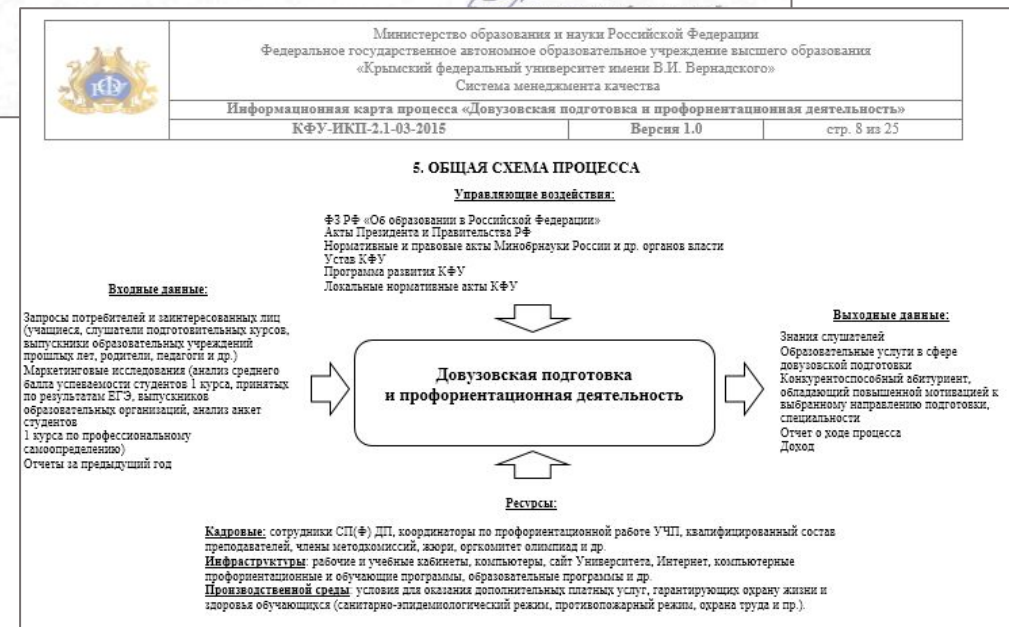 Министерство образования и науки Российской Федерации
Федеральное государственное автономное образовательное учреждение высшего образования
«Крымский федеральный университет имени В.И. Вернадского»
Система менеджмента качества
Информационная карта процесса «Довузовская подготовка и профориентационная деятельность»
КФУ-ИКП-2.1-03-2015
Версия 1.0
стр. 8 из 25
5. ОБЩАЯ СХЕМА ПРОЦЕССА
Управляющие воздействия:
ФЗ РФ «Об образовании в Российской Федерации»
Акты Президента и Правительства РФ
Нормативные и правовые акты Минобрнауки России и др. органов власти
Устав КФУ
Программа развития КФУ
Локальные нормативные акты КФУ
Входные данные:
Запросы потребителей и заинтересованных лиц
(учащиеся, слушатели подготовительных курсов,
выпускники образовательных учреждений
прошлых лет, родители, педагоги и др.)
Маркетинговые исследования (анализ среднего
балла успеваемости студентов 1 курса, принятых
по результатам ЕГЭ, выпускников
образовательных организаций, анализ анкет
студентов
1 курса по профессиональному
самоопределению)
Отчеты за предыдущий год
Довузовская подготовка
и профориентационная деятельность
Выходные данные:
Знания слушателей
Образовательные услуги в сфере
довузовской подготовки
Конкурентоспособный абитуриент,
обладающий повышенной мотивацией к
выбранному направлению подготовки,
специальности
Отчет о ходе процесса
Доход
Ресурсы:
Кадровые: сотрудники СП(Ф) ДП, координаторы по профориентационной работе УЧП, квалифицированный состав
преподавателей, члены методкомиссий, жюри, оргкомитет олимпиад и др.
Инфраструктуры: рабочие и учебные кабинеты, компьютеры, сайт Университета, Интернет, компьютерные
профориентационные и обучающие программы, образовательные программы и др.
Производственной среды: условия для оказания дополнительных платных услуг, гарантирующих охрану жизни и
здоровья обучающихся (санитарно-эпидемиологический режим, противопожарный режим, охрана труда и пр.).